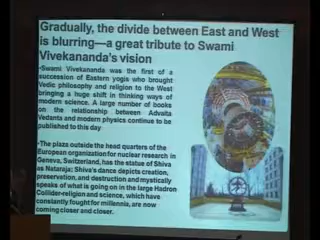 Gradually, the divide between East and West
is blurring—a great tribute to Swami
Vivekananda's vision
•Swami Vivekananda was the first of a
succession of Eastern yogis who brought
Vedic philosophy and religion to the West
bringing a huge shift in thinking ways of
modern science. A large number of books
on the relationship between Advaita
Vedanta and modern physics continue to be
published to this day
•The plaza outside the head quarters of the
European organization for nuclear research in
Geneva, Switzerland, has the statue of Shiva
as Nataraja; Shiva's dance depicts creation,
preservation, and destruction and mystically
speaks of what is going on in the large Hadron
Collider-religion and science, which have
constantly fought for millennia, are now
coming closer and closer.